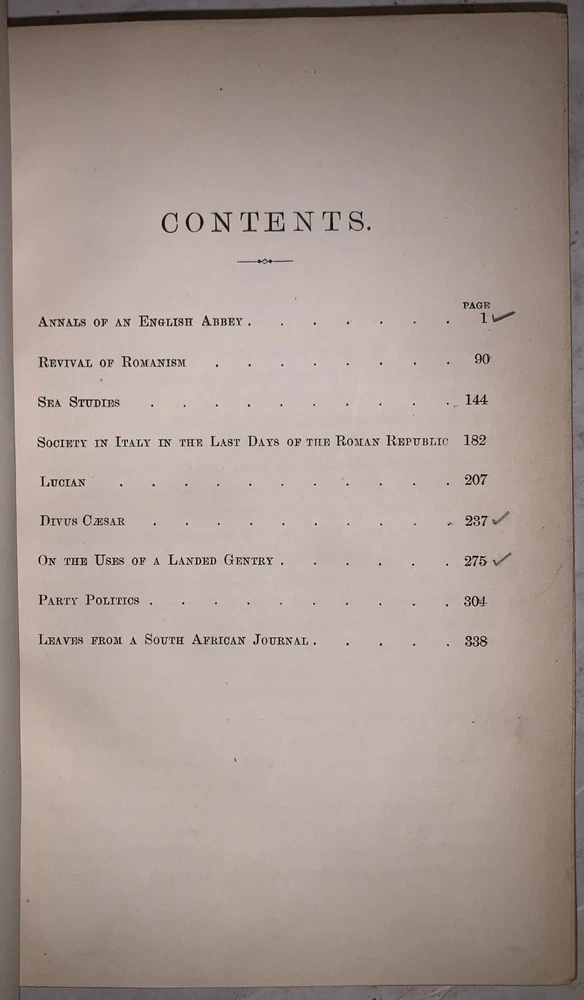 CONTENTS.
PAGE
ANNALS OF AN ENGLISH ABBEY . . . . . . . 1
REVIVAL OF ROMANISM . . . . . . . . 90
SEA STUDIES . . . . . . . . . . 144
SOCIETY IN ITALY IN THE LAST DAYS OF THE ROMAN REPUBLIC 182
LUCIAN . . . . . . . . . . . 207
DIVUS CÆSAR . . . . . . . . . . 237
ON THE USES OF A LANDED GENTRY . . . . . . 275
PARTY POLITICS . . . . . . . . . . 304
LEAVES FROM A SOUTH AFRICAN JOURNAL . . . . . 338